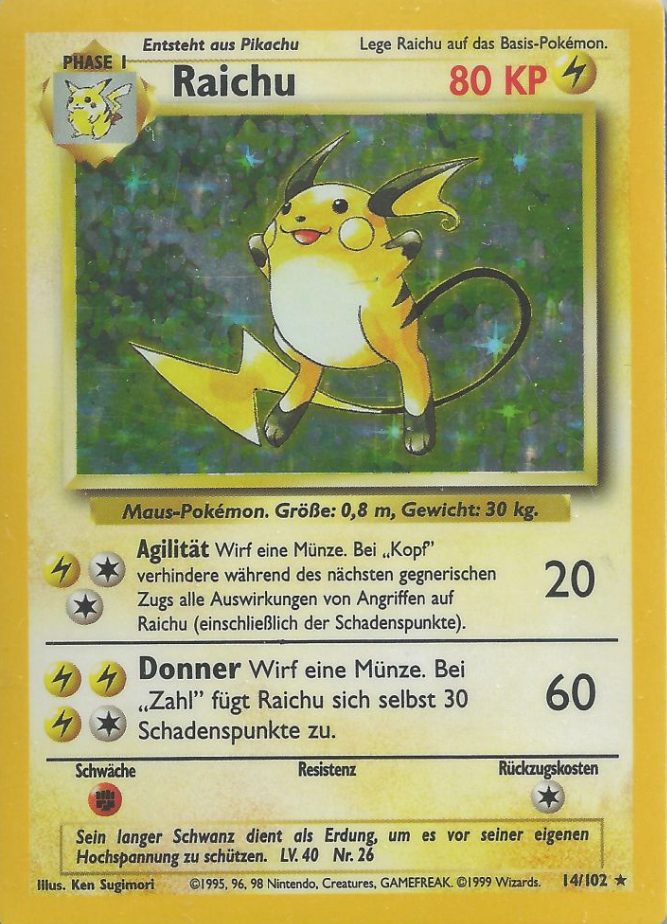 Entsteht aus Pikachu
Lege Raichu auf das Basis-Pokémon.
PHASE 1
Raichu
80 KP
Maus-Pokémon. Größe: 0,8 m, Gewicht: 30 kg.
Agilität Wirf eine Münze. Bei „Kopf”
verhindere während des nächsten gegnerischen
Zugs alle Auswirkungen von Angriffen auf
Raichu (einschließlich der Schadenspunkte).
20
Donner Wirf eine Münze. Bei
„Zahl” fügt Raichu sich selbst 30
Schadenspunkte zu.
60
Schwäche
Resistenz
Rückzugskosten
Sein langer Schwanz dient als Erdung, um es vor seiner eigenen
Hochspannung zu schützen. LV. 40 Nr. 26
Illus. Ken Sugimori
©1995, 96, 98 Nintendo, Creatures, GAMEFREAK. ©1999 Wizards.
14/102 ★